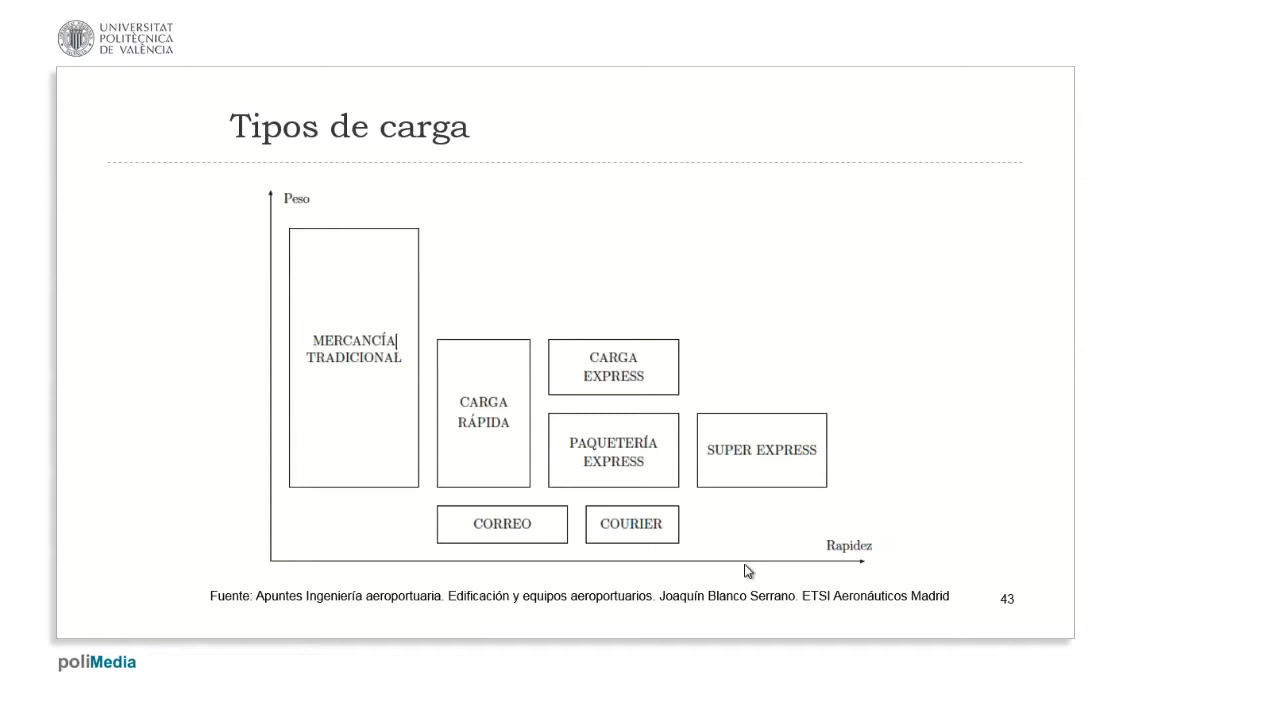 UNIVERSITAT
POLITÈCNICA
DE VALÈNCIA
Tipos de carga
Peso
MERCANCÍA
TRADICIONAL
CARGA
RÁPIDA
CARGA
EXPRESS
PAQUETERÍA
EXPRESS
SUPER EXPRESS
CORREO
COURIER
Rapidez
Fuente: Apuntes Ingeniería aeroportuaria. Edificación y equipos aeroportuarios. Joaquín Blanco Serrano. ETSI Aeronáuticos Madrid
43
poliMedia